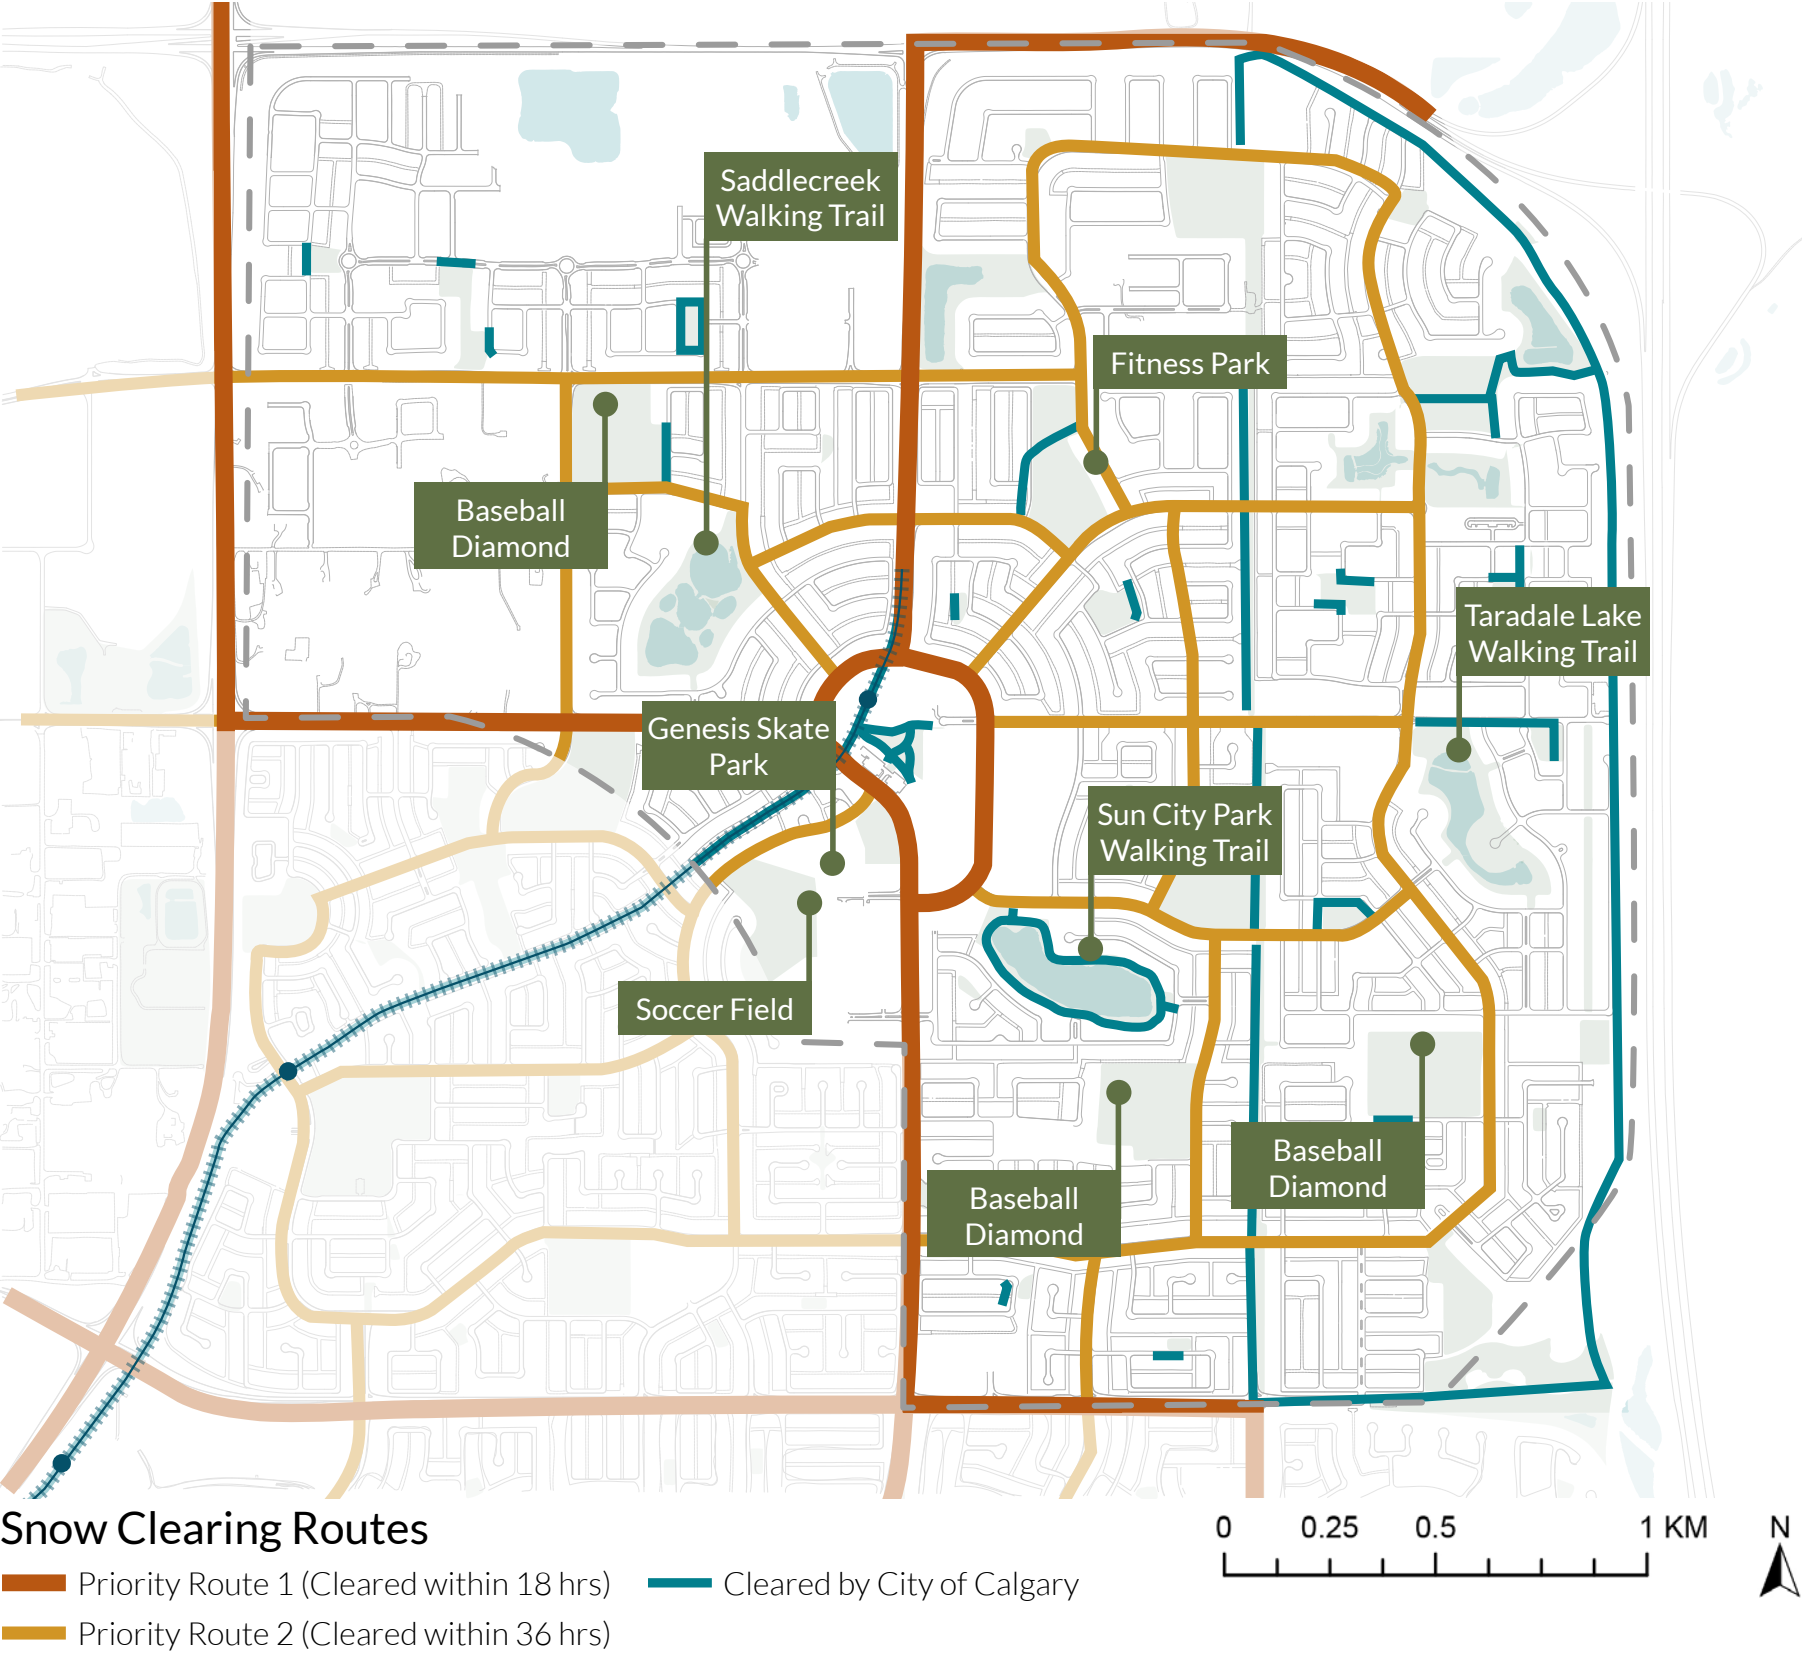 Saddlecreek
Walking Trail
Fitness Park
Baseball
Diamond
Taradale Lake
Walking Trail
Genesis Skate
Park
Sun City Park
Walking Trail
Soccer Field
Baseball
Diamond
Baseball
Diamond
Snow Clearing Routes
Priority Route 1 (Cleared within 18 hrs)
Cleared by City of Calgary
Priority Route 2 (Cleared within 36 hrs)
0 0.25 0.5 1 KM
N